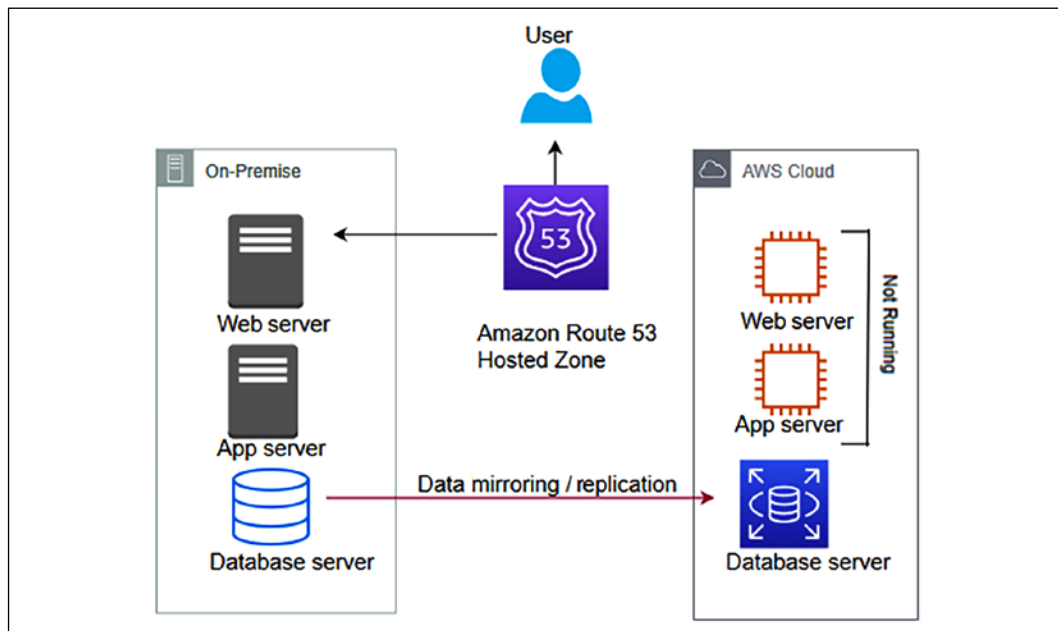 User
On-Premise
AWS Cloud
53
Web server
Web server
Not Running
Amazon Route 53
Hosted Zone
App server
App server
Data mirroring / replication
Database server
Database server